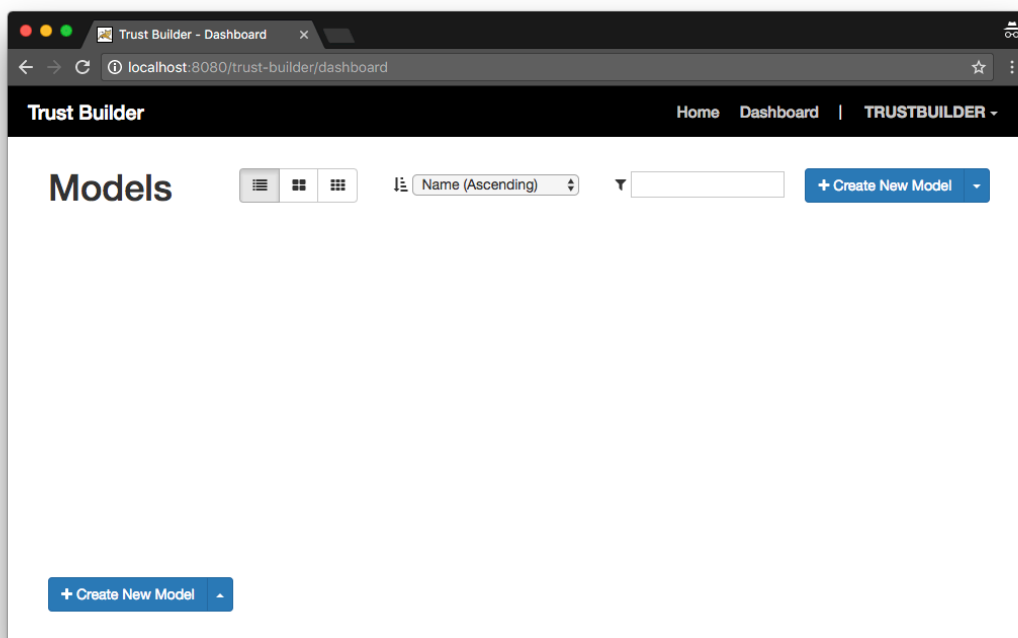 Trust Builder - Dashboard
localhost:8080/trust-builder/dashboard
Trust Builder Home Dashboard | TRUSTBUILDER
Models Name (Ascending) Create New Model
Create New Model